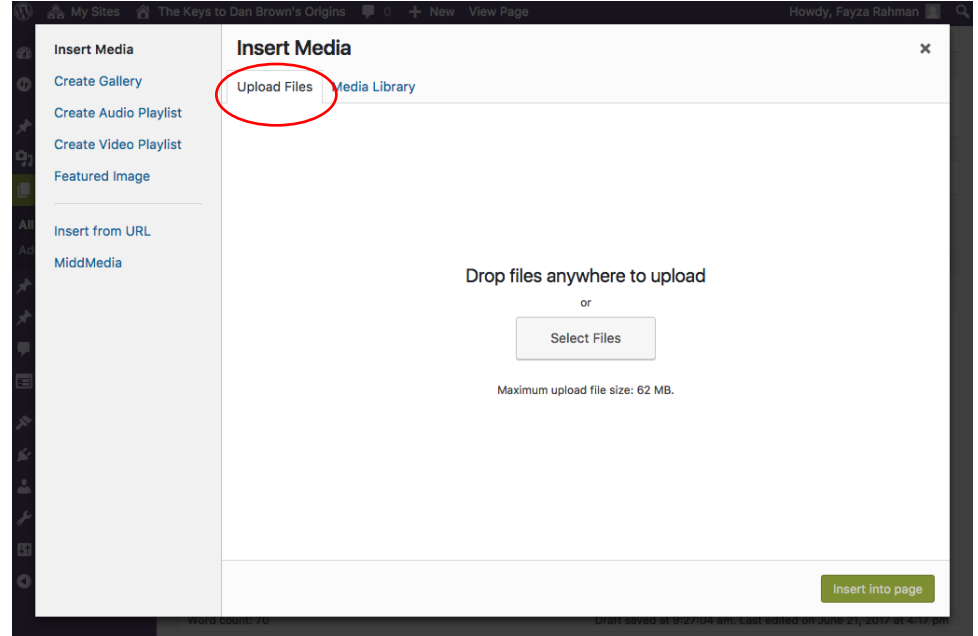 My Sites The Keys to Dan Brown's Origins 0 + New View Page Howdy, Fayza Rahman
Insert Media
Create Gallery
Create Audio Playlist
Create Video Playlist
Featured Image
Insert from URL
MiddMedia
Insert Media
×
Upload Files Media Library
Drop files anywhere to upload
or
Select Files
Maximum upload file size: 62 MB.
Insert into page
All
Ad
Word count: 70 Draft saved at 9:27:04 am. Last edited on June 21, 2017 at 4:17 pm